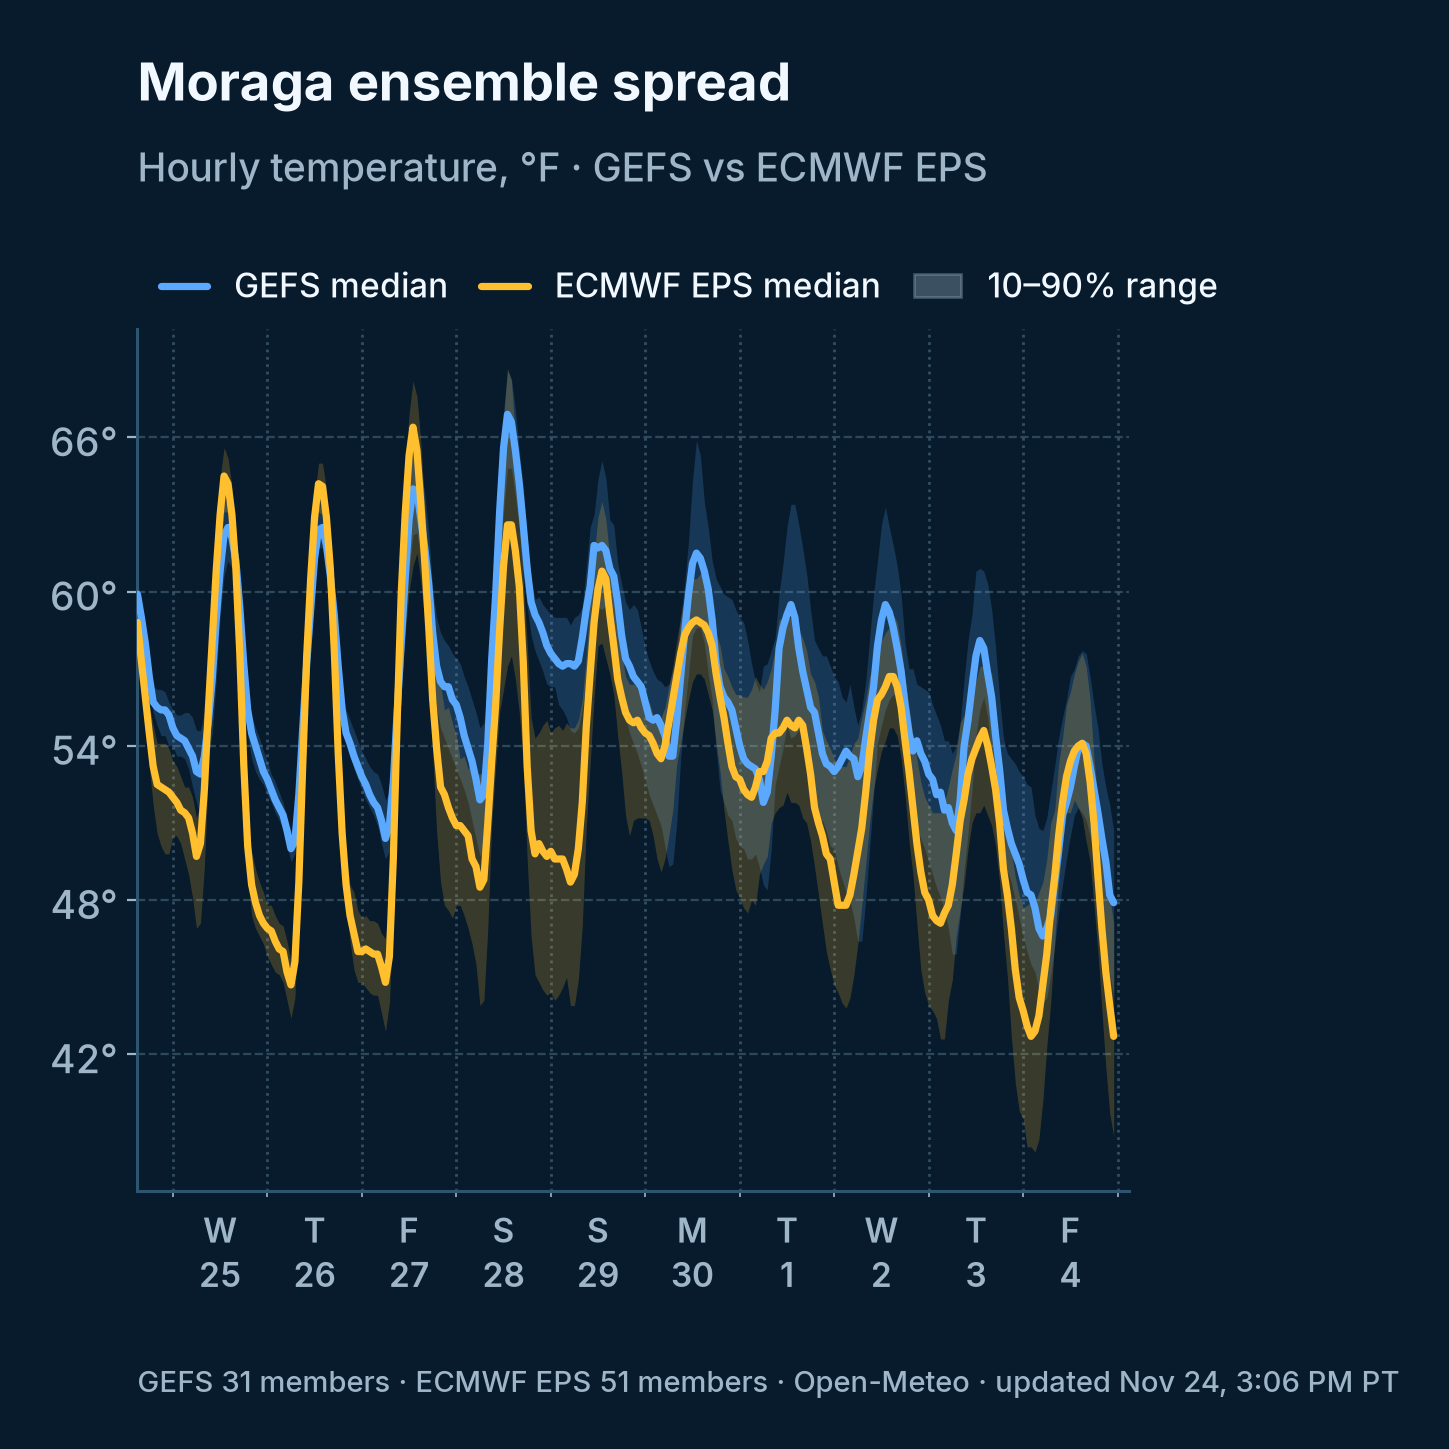 Moraga ensemble spread
Hourly temperature, °F · GEFS vs ECMWF EPS
GEFS median ECMWF EPS median 10–90% range
66°
60°
54°
48°
42°
W T F S S M T W T F
25 26 27 28 29 30 1 2 3 4
GEFS 31 members · ECMWF EPS 51 members · Open-Meteo · updated Nov 24, 3:06 PM PT